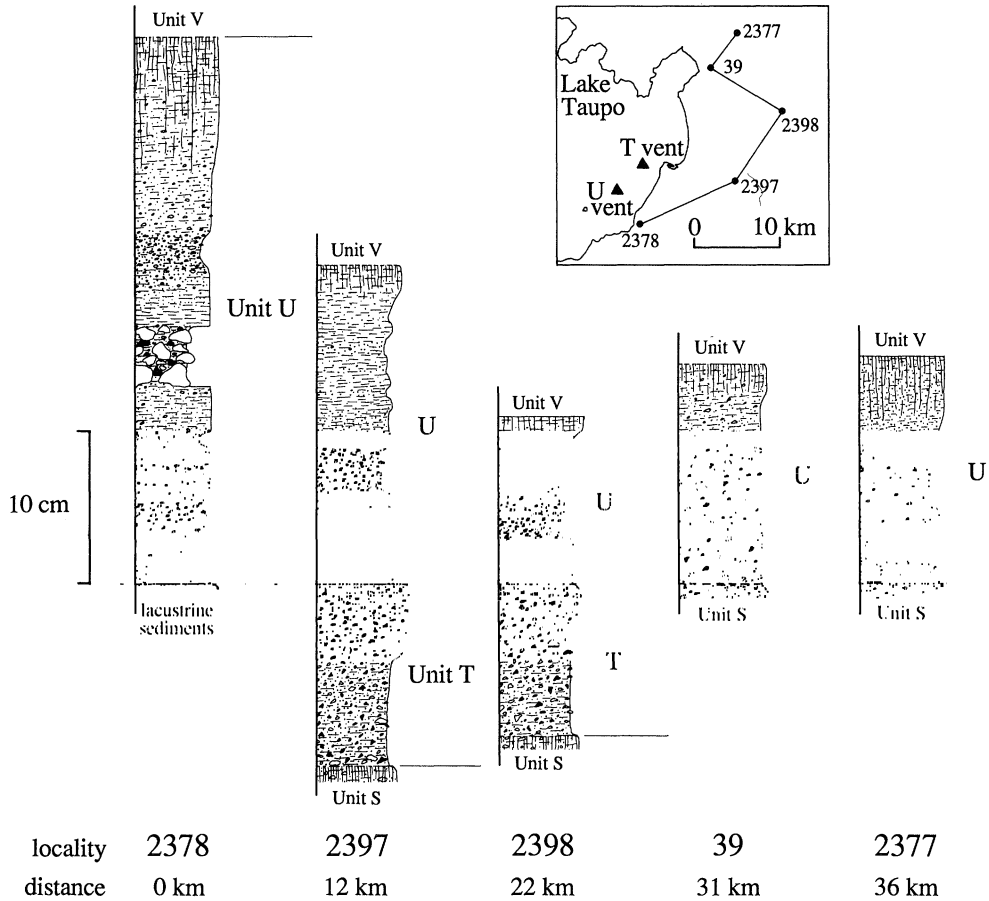 Unit V
2377
39
Lake
Taupo
2398
T vent
2397
U
vent
2378
0 10 km
Unit V
Unit U
Unit V
Unit V
U
Unit V
Unit V
10 cm
U
U
U
lacustrine
sediments
Unit S
Unit S
Unit T
T
Unit S
Unit S
locality 2378 2397 2398 39 2377
distance 0 km 12 km 22 km 31 km 36 km